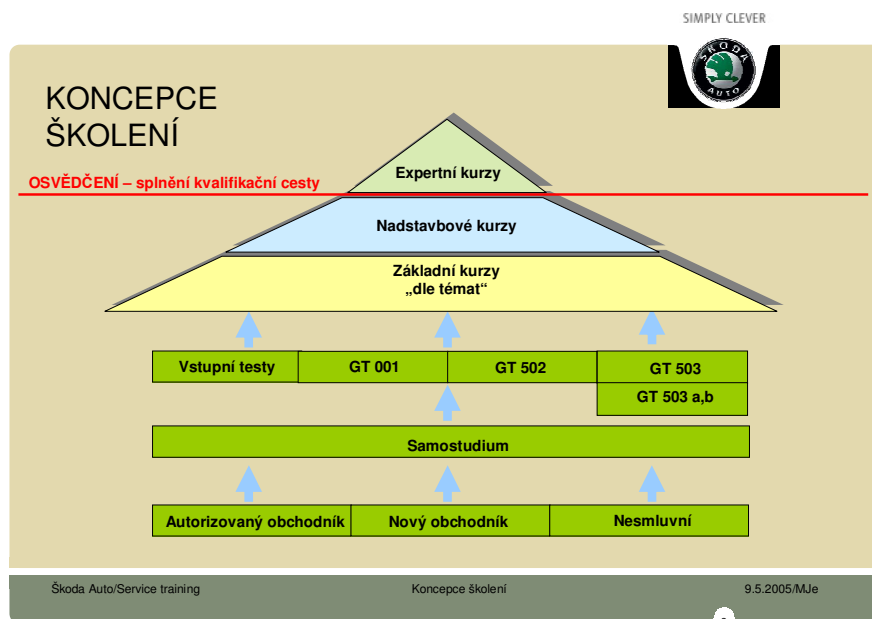 SIMPLY CLEVER
ŠKODA
AUTO
KONCEPCE
ŠKOLENÍ
OSVĚDČENÍ – splnění kvalifikační cesty
Expertní kurzy
Nadstavbové kurzy
Základní kurzy
„dle témat“
Vstupní testy
GT 001
GT 502
GT 503
GT 503 a,b
Samostudium
Autorizovaný obchodník
Nový obchodník
Nesmluvní
Škoda Auto/Service training
Koncepce školení
9.5.2005/MJe